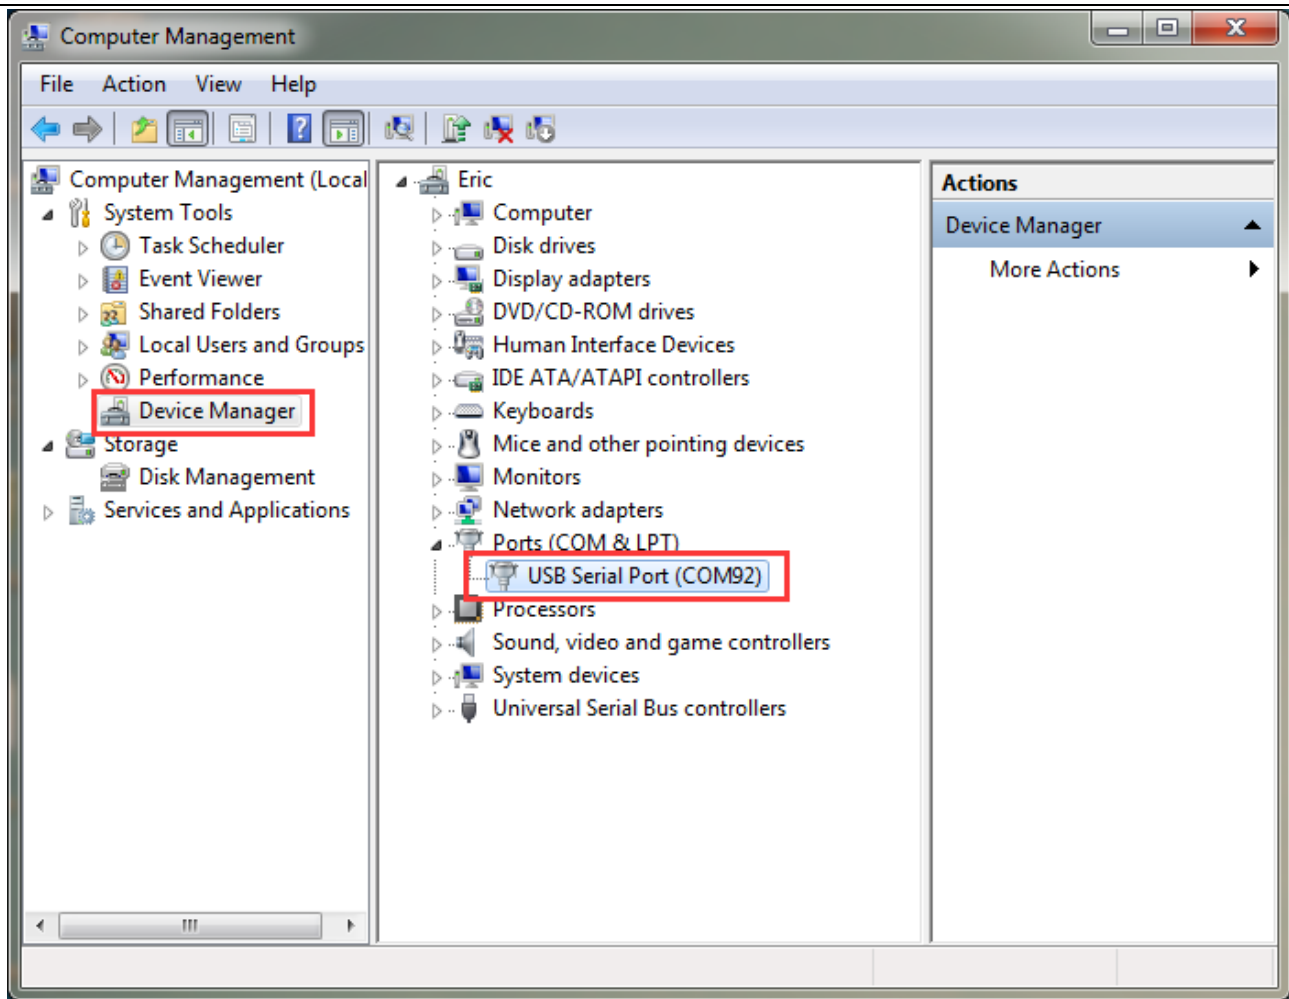 Computer Management
File Action View Help
Computer Management (Local
System Tools
Task Scheduler
Event Viewer
Shared Folders
Local Users and Groups
Performance
Device Manager
Storage
Disk Management
Services and Applications
Eric
Computer
Disk drives
Display adapters
DVD/CD-ROM drives
Human Interface Devices
IDE ATA/ATAPI controllers
Keyboards
Mice and other pointing devices
Monitors
Network adapters
Ports (COM & LPT)
USB Serial Port (COM92)
Processors
Sound, video and game controllers
System devices
Universal Serial Bus controllers
Actions
Device Manager
More Actions